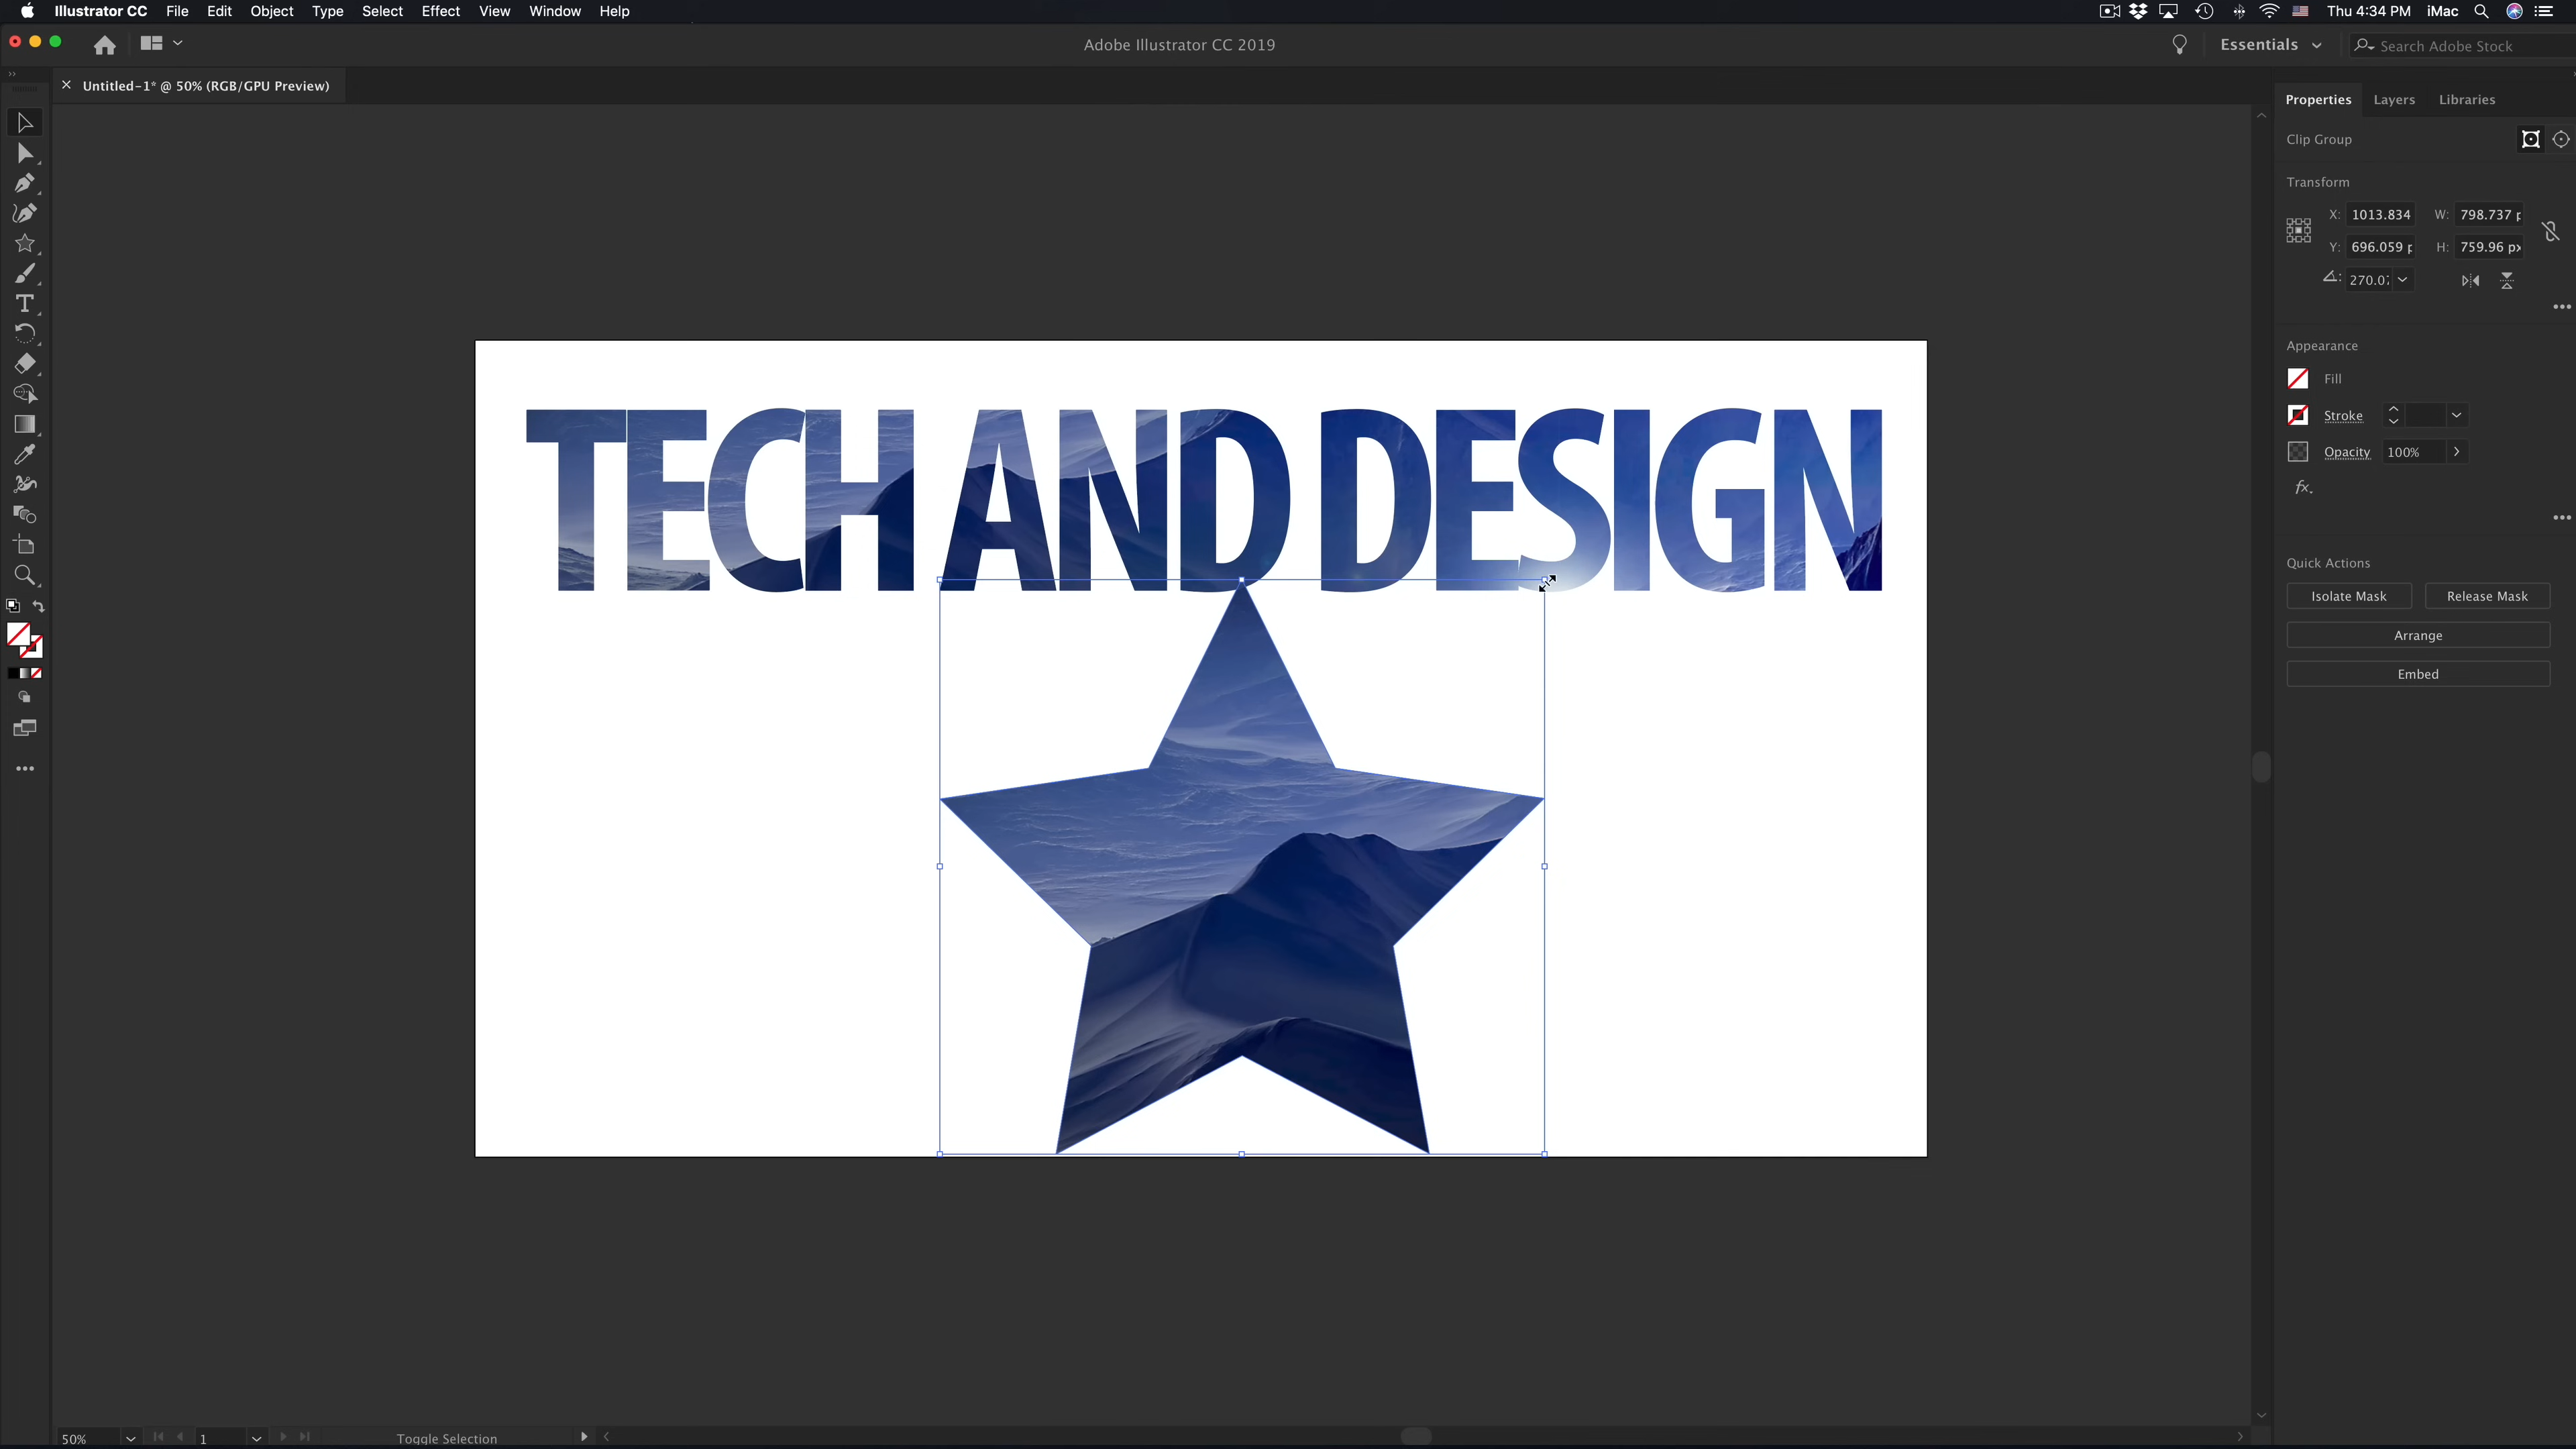 Illustrator CC File Edit Object Type Select Effect View Window Help
Thu 4:34 PM iMac
Adobe Illustrator CC 2019
Essentials
Search Adobe Stock
Untitled-1* @ 50% (RGB/GPU Preview)
Properties Layers Libraries
Clip Group
Transform
X: 1013.834 W: 798.737 p
Y: 696.059 p H: 759.96 px
270.07
Appearance
Fill
Stroke
Opacity 100%
fx.
Quick Actions
Isolate Mask Release Mask
Arrange
Embed
TECH AND DESIGN
50% 1 Toggle Selection